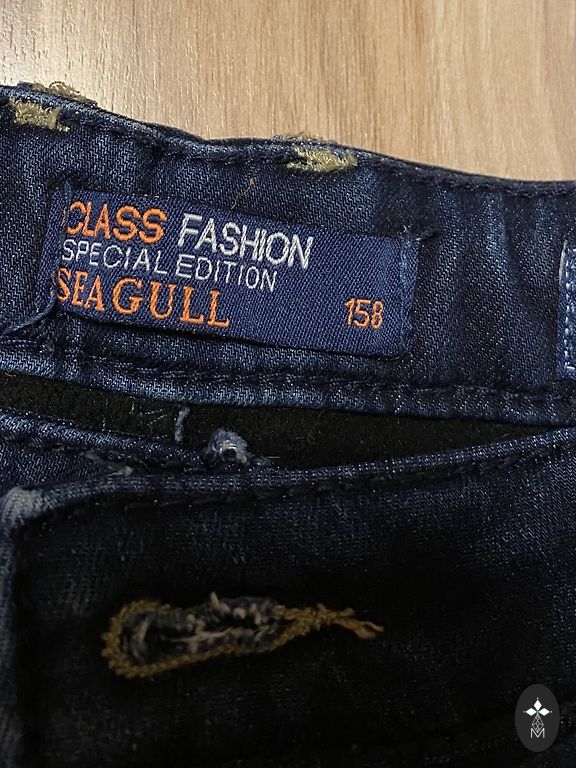 CLASS FASHION
SPECIAL EDITION
SEAGULL 158
M